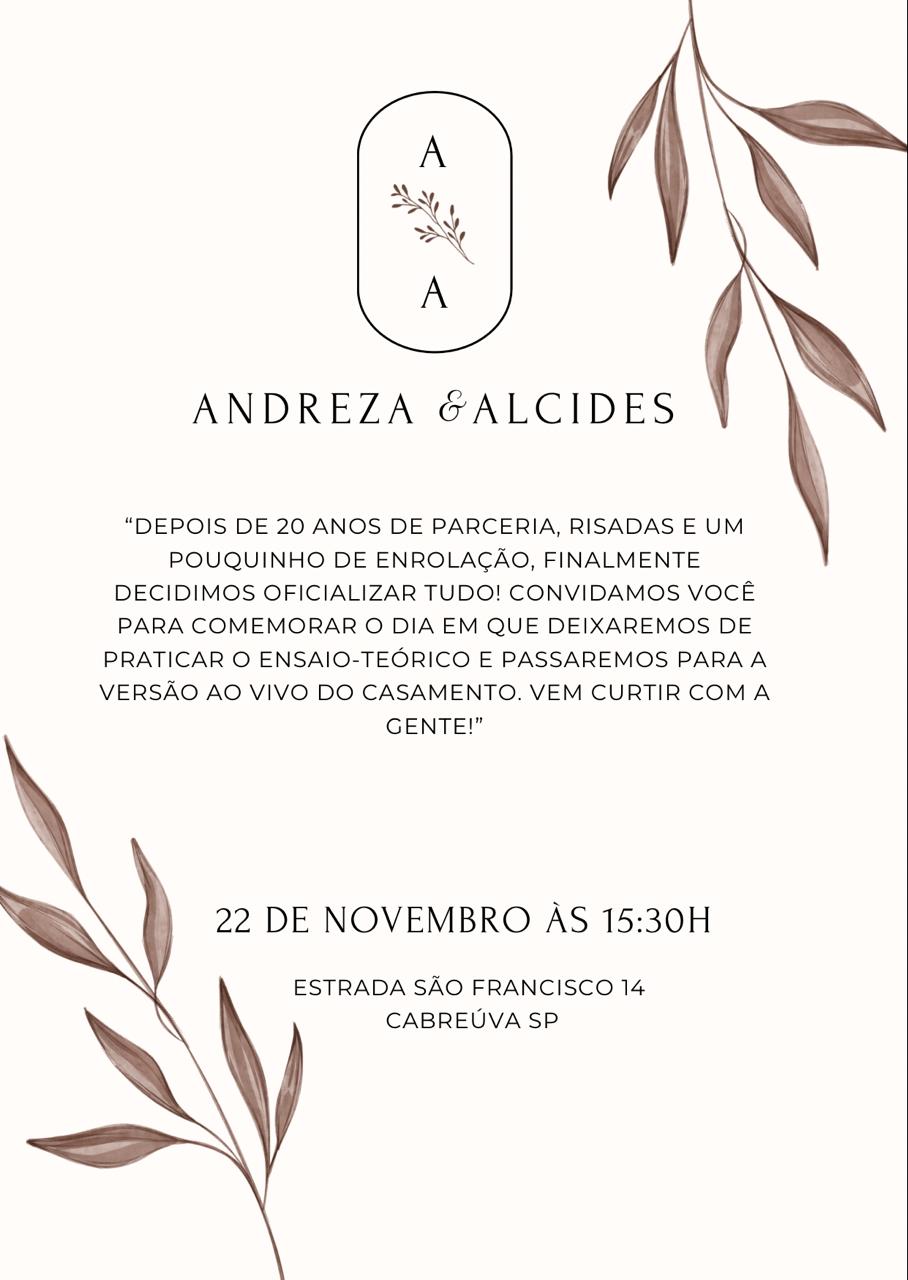 A
A
ANDREZA & ALCIDES
“DEPOIS DE 20 ANOS DE PARCERIA, RISADAS E UM
POUQUINHO DE ENROLAÇÃO, FINALMENTE
DECIDIMOS OFICIALIZAR TUDO! CONVIDAMOS VOCÊ
PARA COMEMORAR O DIA EM QUE DEIXAREMOS DE
PRATICAR O ENSAIO-TEÓRICO E PASSAREMOS PARA A
VERSÃO AO VIVO DO CASAMENTO. VEM CURTIR COM A
GENTE!”
22 DE NOVEMBRO ÀS 15:30H
ESTRADA SÃO FRANCISCO 14
CABREÚVA SP